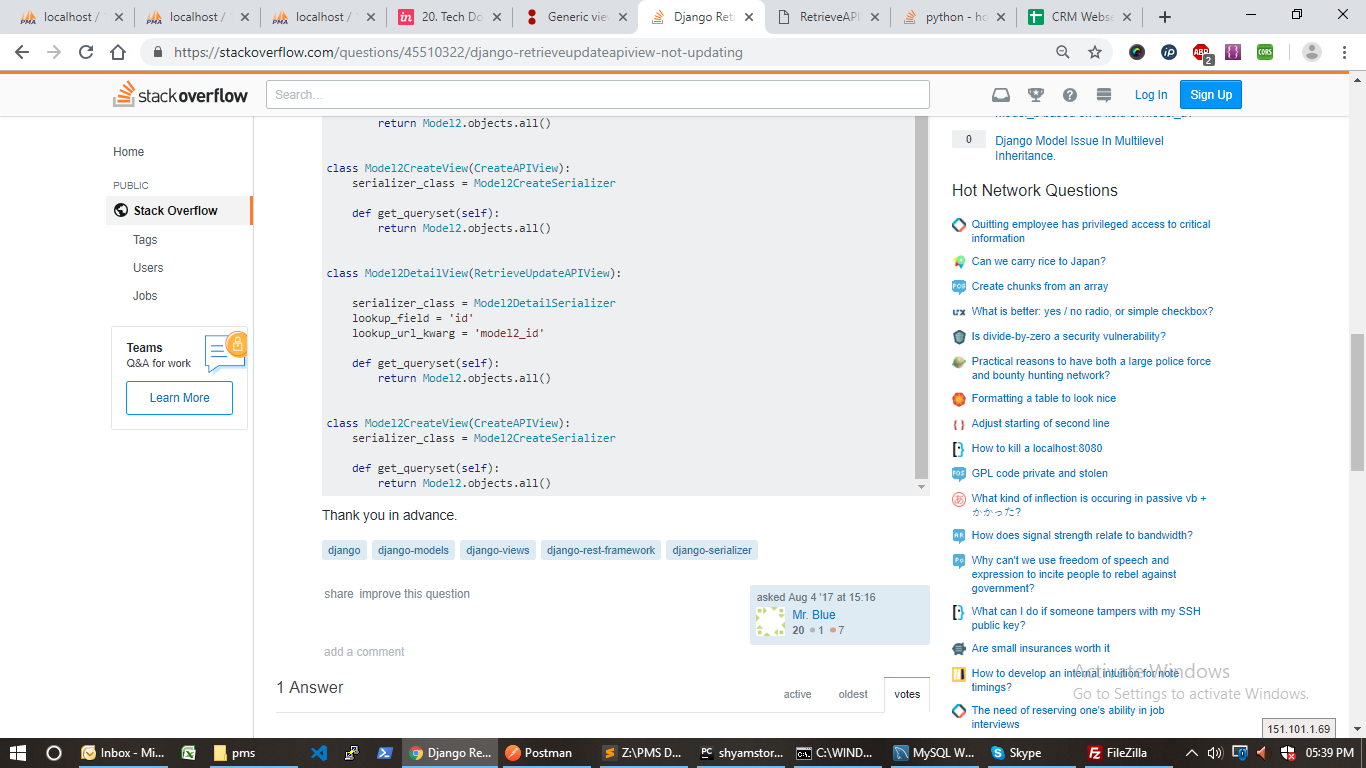 localhost /
localhost /
localhost /
20. Tech Do
Generic vie
Django Ret
RetrieveAPI
python - ho
CRM Webse
https://stackoverflow.com/questions/45510322/django-retrieveupdateapiview-not-updating
stackoverflow
Search...
Log In
Sign Up
Home
PUBLIC
Stack Overflow
Tags
Users
Jobs
Teams
Q&A for work
Learn More
return Model2.objects.all()
class Model2CreateView(CreateAPIView):
serializer_class = Model2CreateSerializer
def get_queryset(self):
return Model2.objects.all()
class Model2DetailView(RetrieveUpdateAPIView):
serializer_class = Model2DetailSerializer
lookup_field = 'id'
lookup_url_kwarg = 'model2_id'
def get_queryset(self):
return Model2.objects.all()
class Model2CreateView(CreateAPIView):
serializer_class = Model2CreateSerializer
def get_queryset(self):
return Model2.objects.all()
Thank you in advance.
django django-models django-views django-rest-framework django-serializer
share improve this question
asked Aug 4 '17 at 15:16
Mr. Blue
20 1 7
add a comment
1 Answer
active oldest votes
0 Django Model Issue In Multilevel
Inheritance.
Hot Network Questions
Quitting employee has privileged access to critical
information
Can we carry rice to Japan?
Create chunks from an array
What is better: yes / no radio, or simple checkbox?
Is divide-by-zero a security vulnerability?
Practical reasons to have both a large police force
and bounty hunting network?
Formatting a table to look nice
Adjust starting of second line
How to kill a localhost:8080
GPL code private and stolen
What kind of inflection is occuring in passive vb +
かかった?
How does signal strength relate to bandwidth?
Why can't we use freedom of speech and
expression to incite people to rebel against
government?
What can I do if someone tampers with my SSH
public key?
Are small insurances worth it
How to develop an internal intuition for note
timings?
The need of reserving one's ability in job
interviews
Activate Windows
Go to Settings to activate Windows.
151.101.1.69
Inbox - Mi...
pms
Django Re...
Postman
Z:\PMS D...
shyamstor...
C:\WIND...
MySQL W...
Skype
FileZilla
05:39 PM